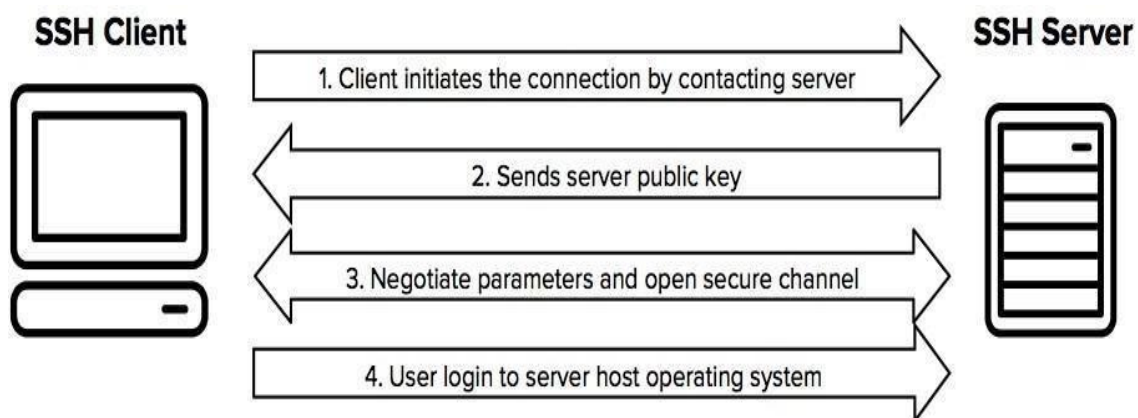 SSH Client
SSH Server
1. Client initiates the connection by contacting server
2. Sends server public key
3. Negotiate parameters and open secure channel
4. User login to server host operating system